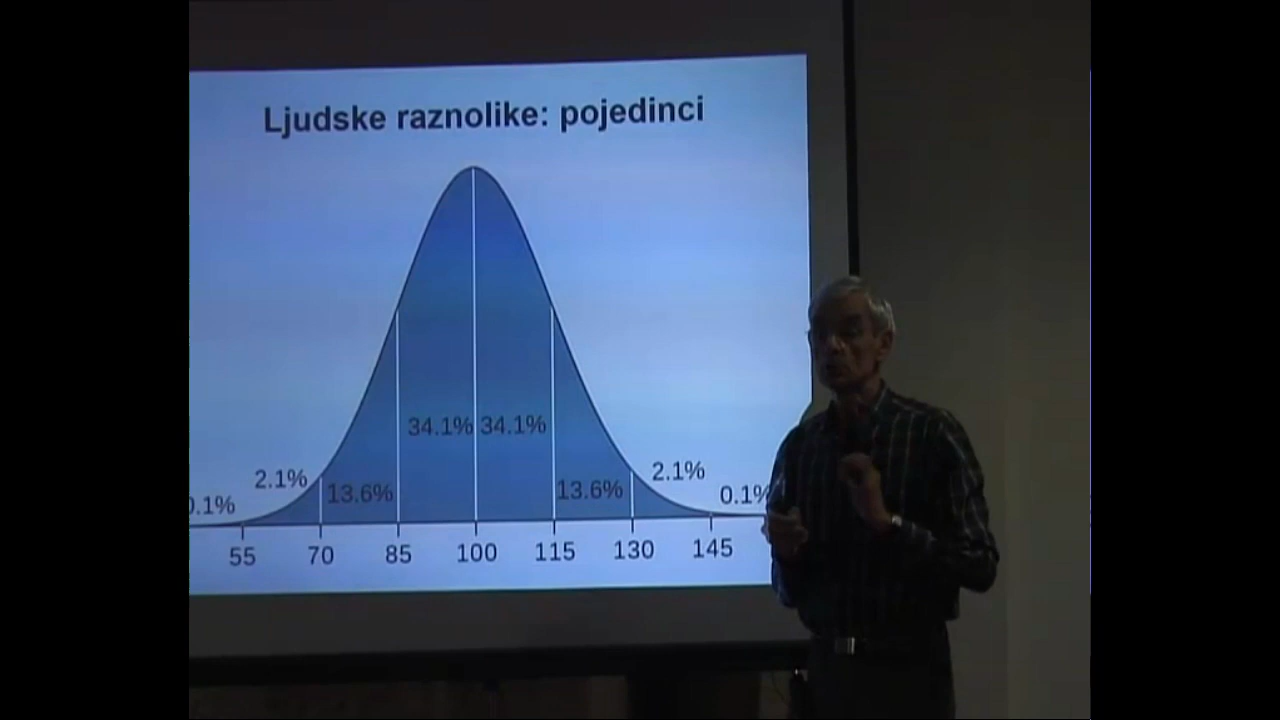 Ljudske raznolike: pojedinci
34.1% 34.1%
2.1% 2.1%
13.6% 13.6%
0.1% 0.1%
55 70 85 100 115 130 145